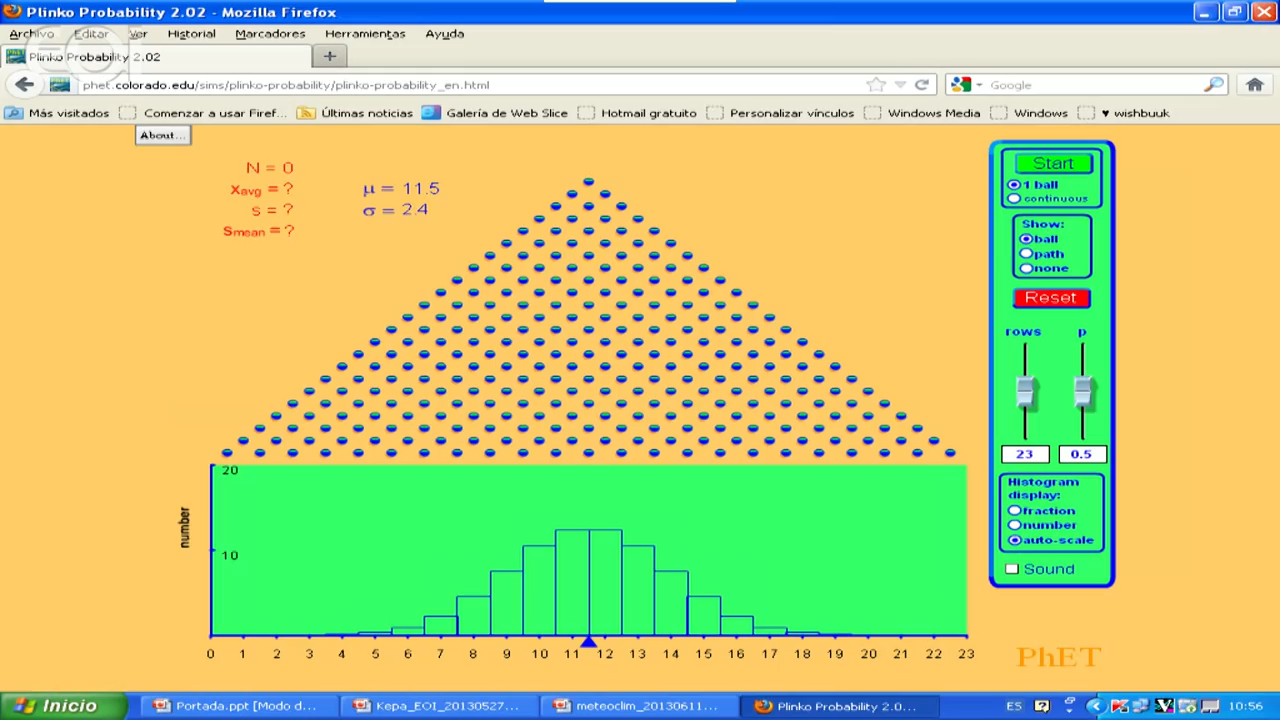 Plinko Probability 2.02 - Mozilla Firefox
Archivo Editar Ver Historial Marcadores Herramientas Ayuda
Plinko Probability 2.02 +
phet.colorado.edu/sims/plinko-probability/plinko-probability_en.html Google
Más visitados Comenzar a usar Firef... Últimas noticias Galería de Web Slice Hotmail gratuito Personalizar vínculos Windows Media Windows ♥ wishbuuk
About...
N = 0
xavg = ? μ = 11.5
s = ? σ = 2.4
smean = ?
Start
1 ball
continuous
Show:
ball
path
none
Reset
rows p
23 0.5
Histogram
display:
fraction
number
auto-scale
Sound
20
number
10
0 1 2 3 4 5 6 7 8 9 10 11 12 13 14 15 16 17 18 19 20 21 22 23
PhET
Inicio Portada.ppt [Modo d... Kepa_EOI_20130527... meteoclim_20130611... Plinko Probability 2.0... ES 10:56